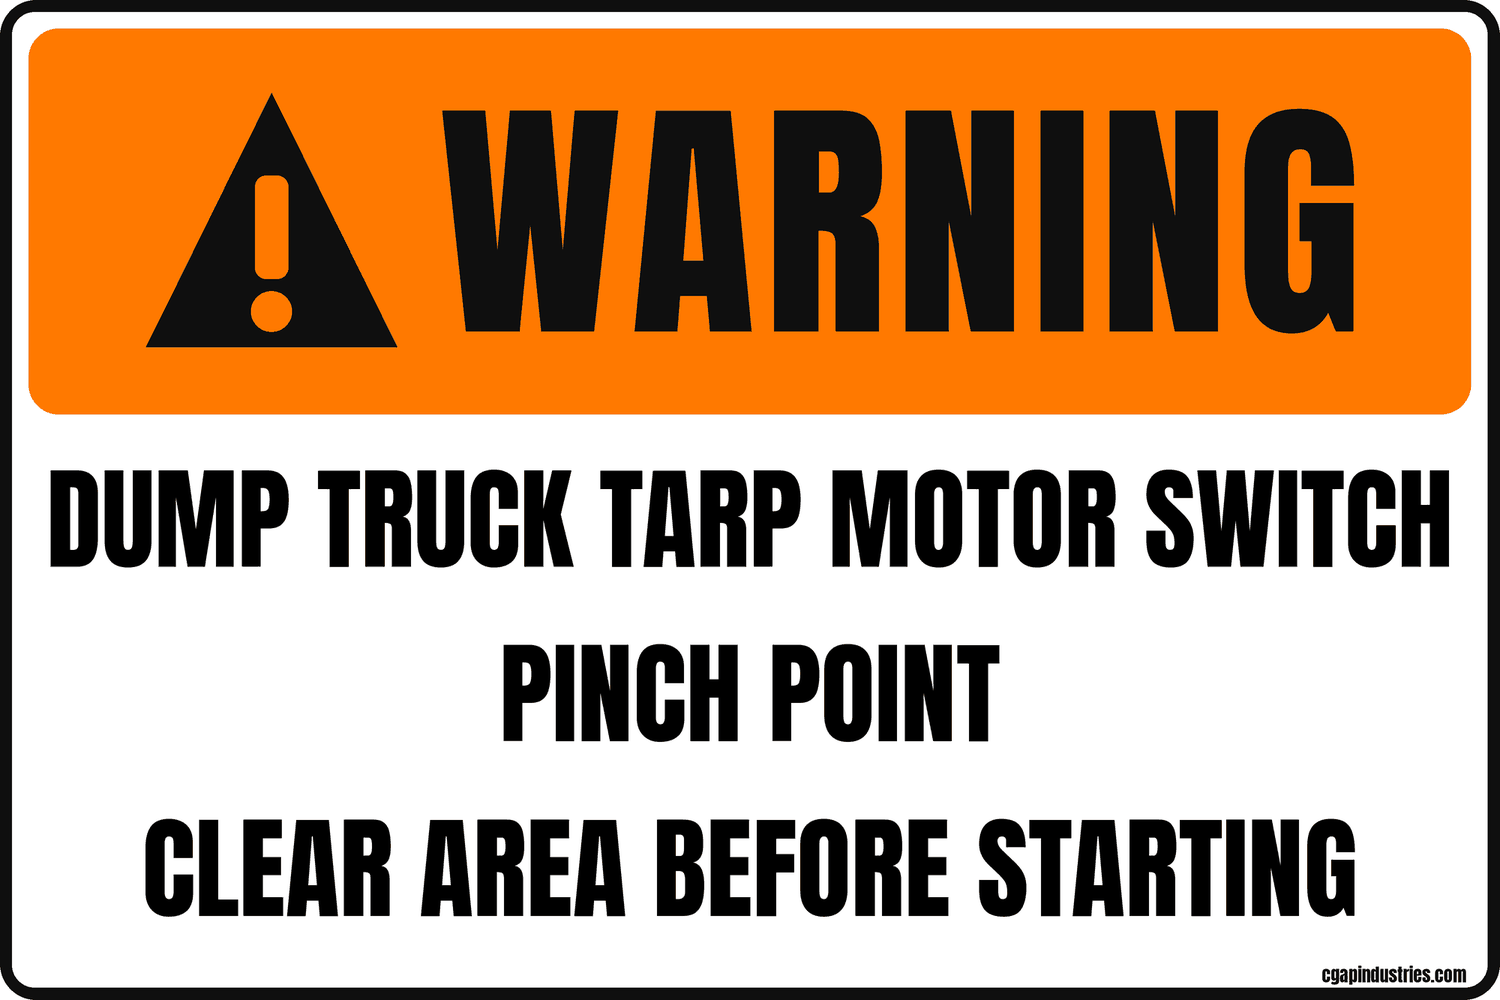 WARNING
DUMP TRUCK TARP MOTOR SWITCH
PINCH POINT
CLEAR AREA BEFORE STARTING
cgapindustries.com